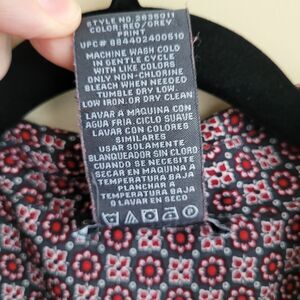 STYLE NO. 2695011
COLOR: RED/GREY
PRINT
UPC# 884402400510
MACHINE WASH COLD
IN GENTLE CYCLE
WITH LIKE COLORS
ONLY NON-CHLORINE
BLEACH WHEN NEEDED
TUMBLE DRY LOW.
LOW IRON, OR DRY CLEAN
LAVAR A MAQUINA CON
AGUA FRIA, CICLO SUAVE
LAVAR CON COLORES
SIMILARES
USAR SOLAMENTE
BLANQUEADOR SIN CLORO
CUANDO SE NECESITE
SECAR EN MAQUINA A
TEMPERATURA BAJA
PLANCHAR A
TEMPERATURA BAJA
O LAVAR EN SECO